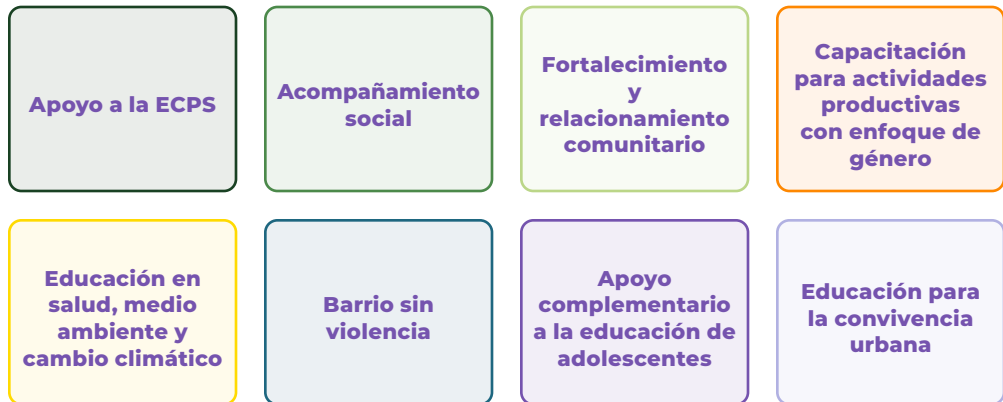 Apoyo a la ECPS
Acompañamiento
social
Fortalecimiento
y
relacionamiento
comunitario
Capacitación
para actividades
productivas
con enfoque de
género
Educación en
salud, medio
ambiente y
cambio climático
Barrio sin
violencia
Apoyo
complementario
a la educación de
adolescentes
Educación para
la convivencia
urbana